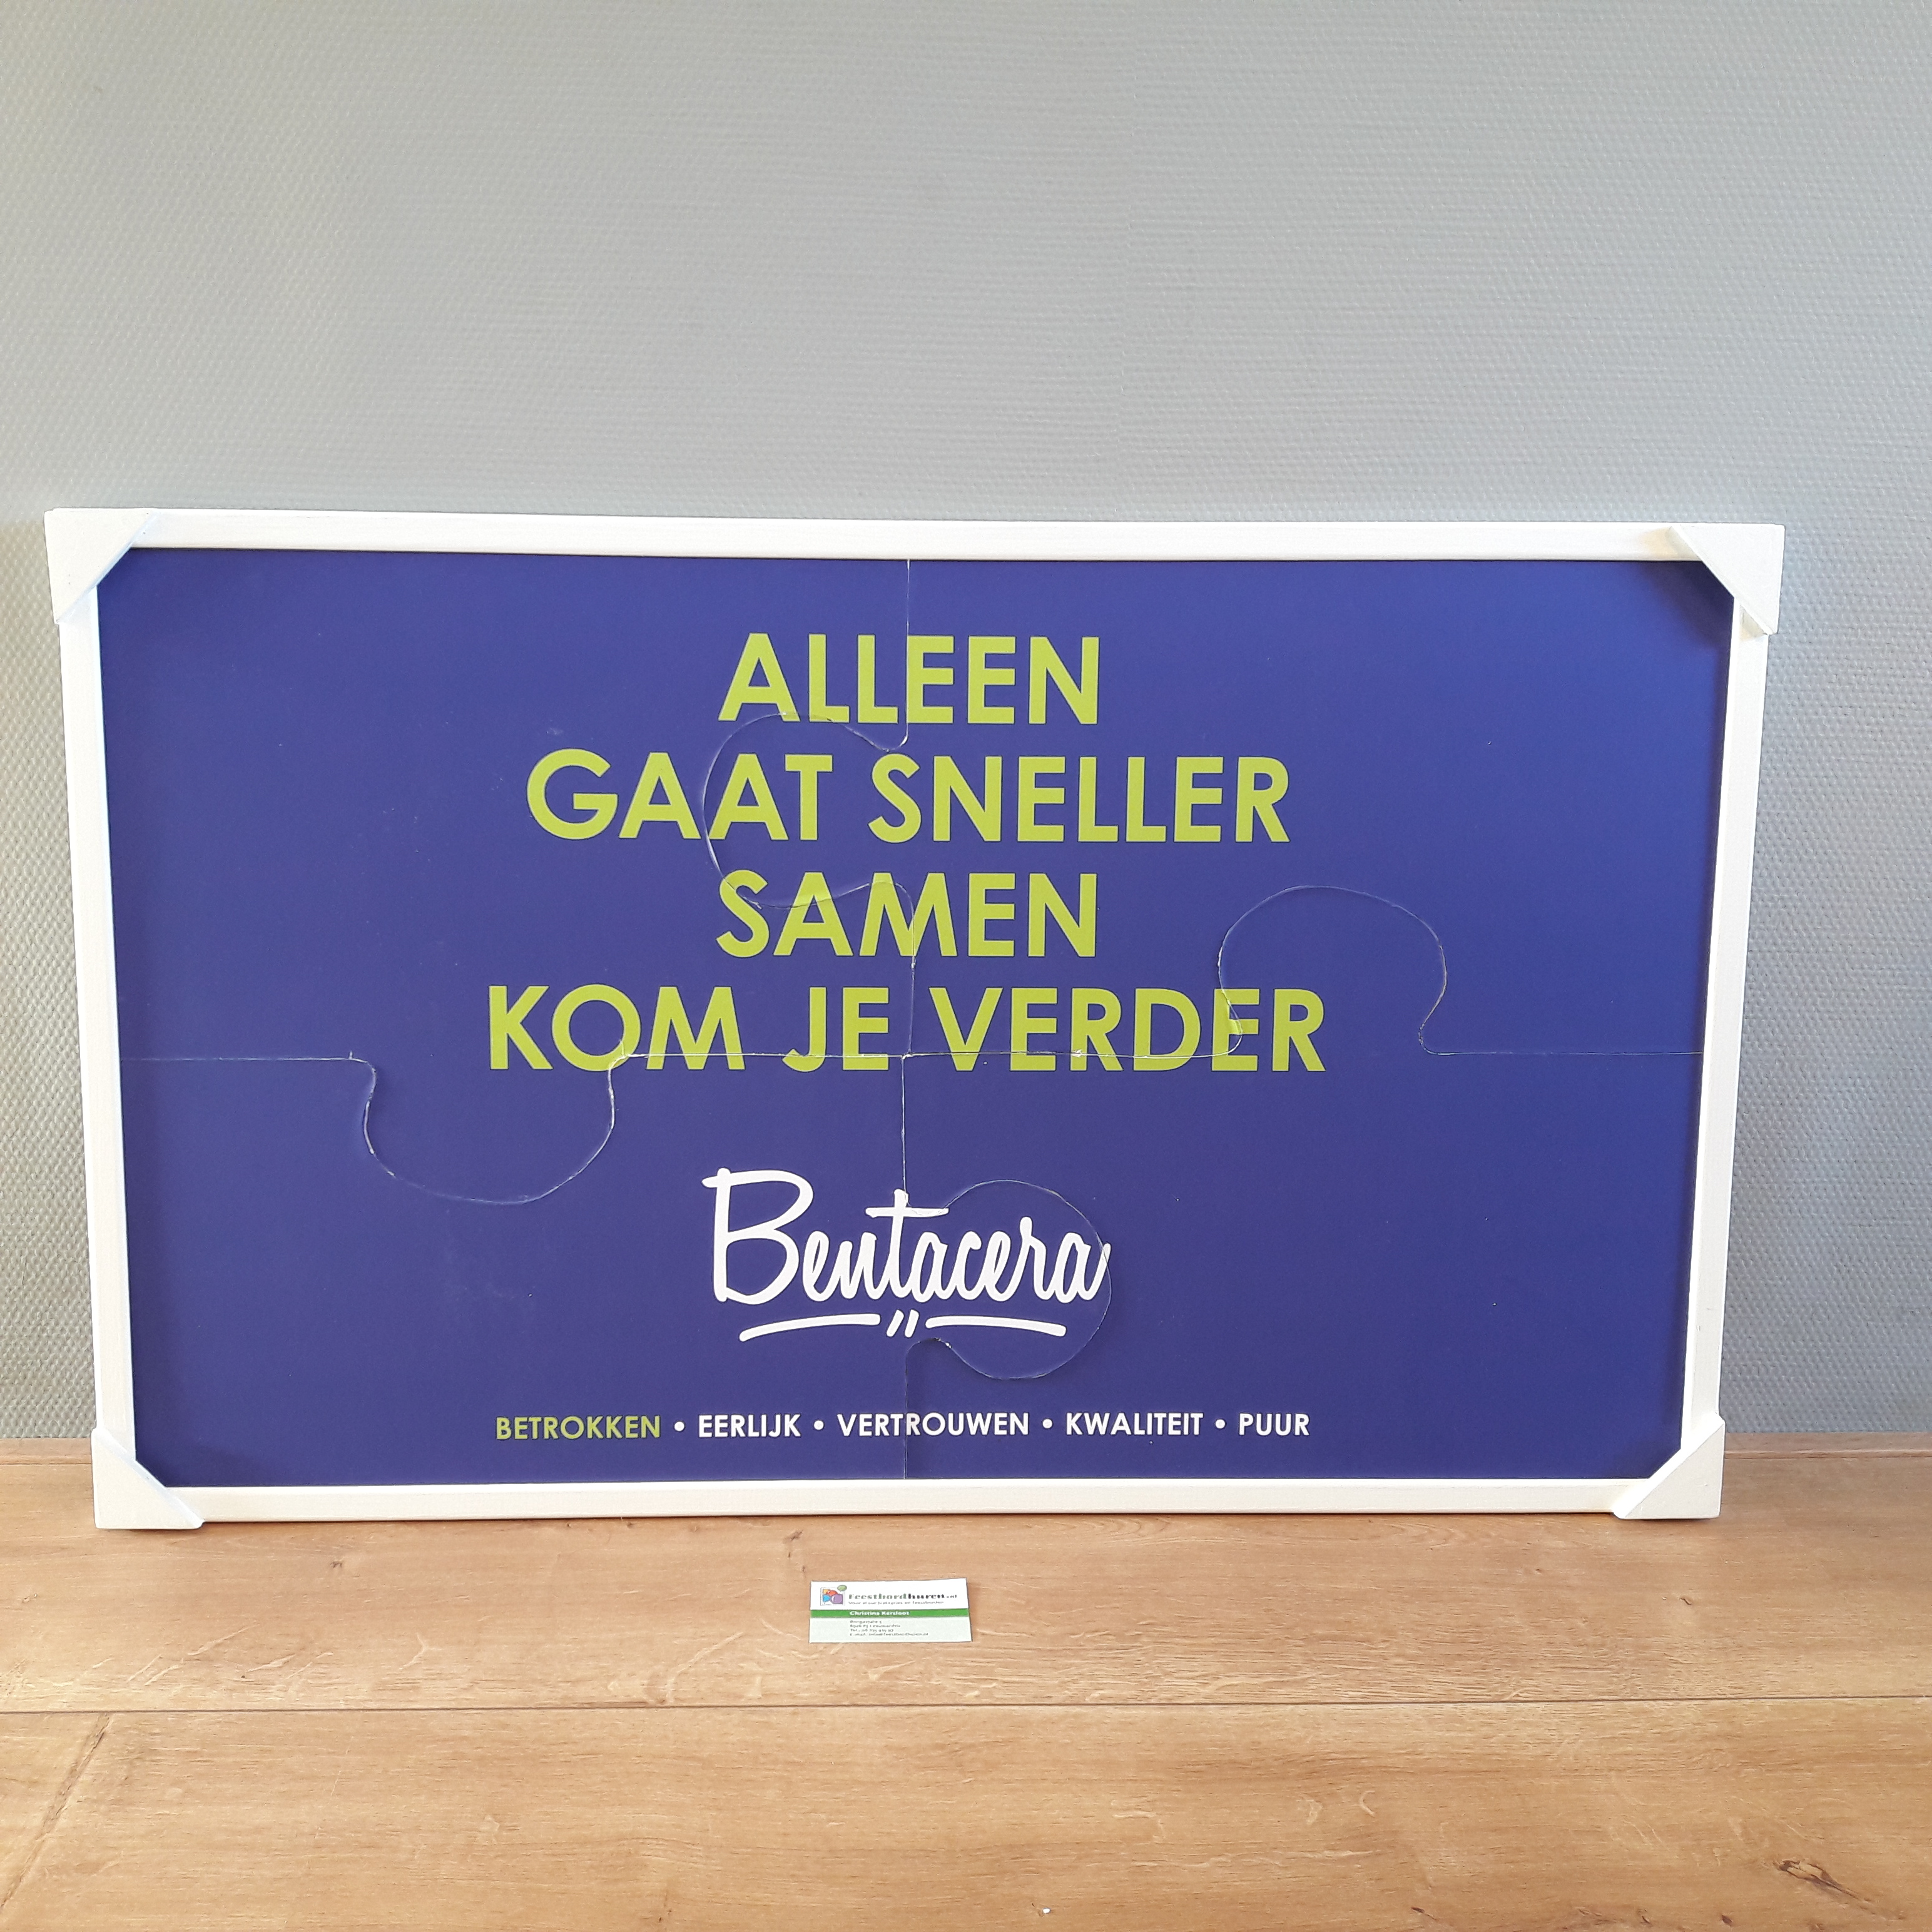 ALLEEN
GAAT SNELLER
SAMEN
KOM JE VERDER
Bentacera
BETROKKEN • EERLIJK • VERTROUWEN • KWALITEIT • PUUR
Feestbordhuren.nl